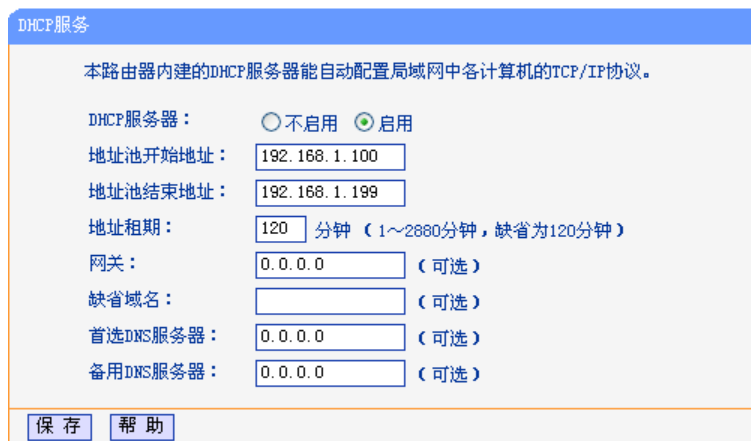 DHCP服务
本路由器内建的DHCP服务器能自动配置局域网中各计算机的TCP/IP协议。
DHCP服务器： 不启用 启用
地址池开始地址： 192.168.1.100
地址池结束地址： 192.168.1.199
地址租期： 120 分钟 （1～2880分钟，缺省为120分钟）
网关： 0.0.0.0 （可选）
缺省域名： （可选）
首选DNS服务器： 0.0.0.0 （可选）
备用DNS服务器： 0.0.0.0 （可选）
保 存 帮 助